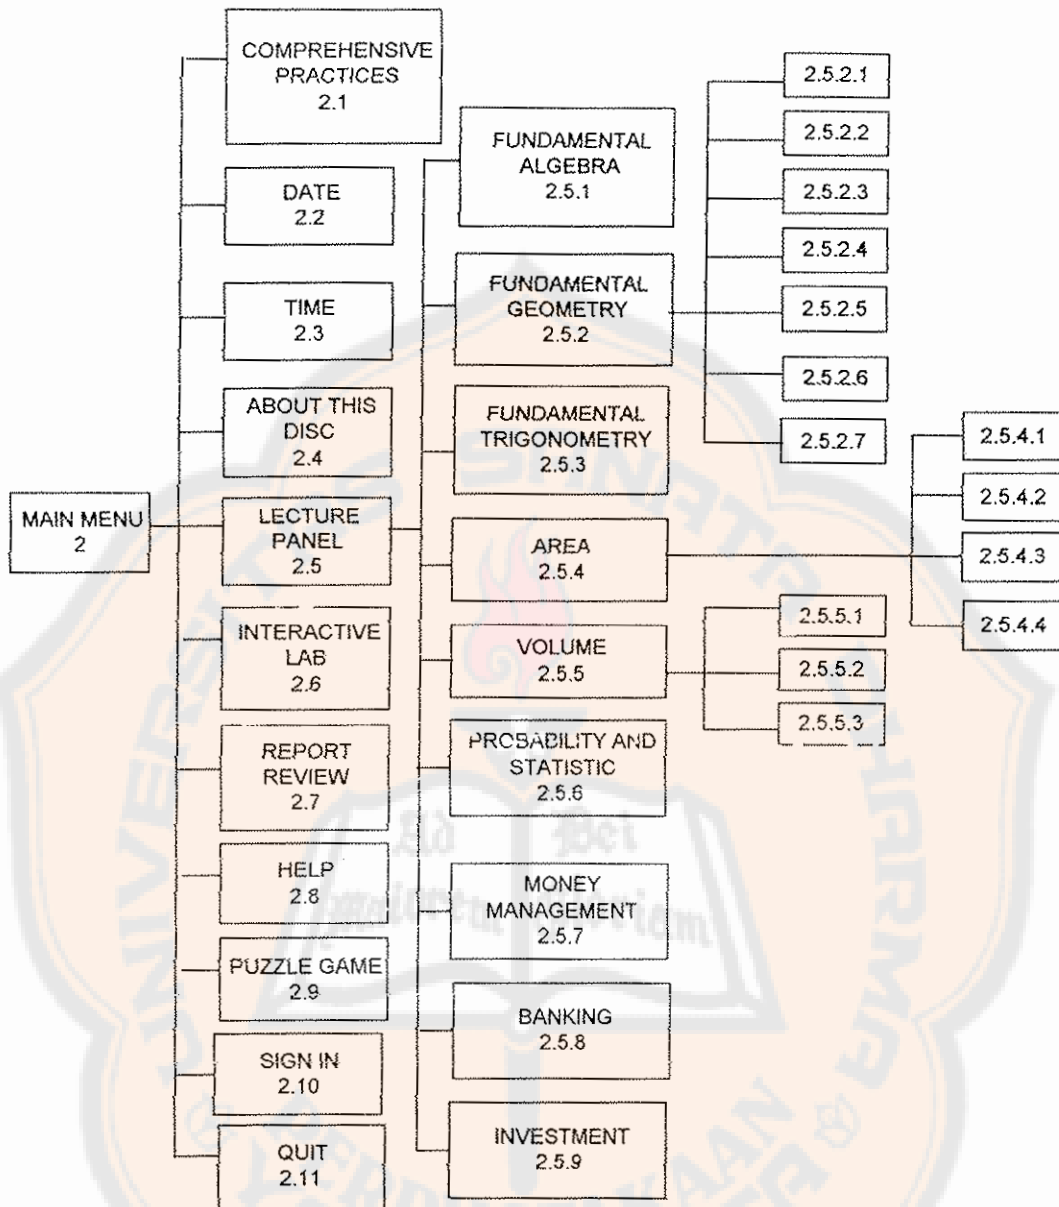 MAIN MENU
2
COMPREHENSIVE
PRACTICES
2.1
DATE
2.2
TIME
2.3
ABOUT THIS
DISC
2.4
LECTURE
PANEL
2.5
INTERACTIVE
LAB
2.6
REPORT
REVIEW
2.7
HELP
2.8
PUZZLE GAME
2.9
SIGN IN
2.10
QUIT
2.11
FUNDAMENTAL
ALGEBRA
2.5.1
FUNDAMENTAL
GEOMETRY
2.5.2
FUNDAMENTAL
TRIGONOMETRY
2.5.3
AREA
2.5.4
VOLUME
2.5.5
PROBABILITY AND
STATISTIC
2.5.6
MONEY
MANAGEMENT
2.5.7
BANKING
2.5.8
INVESTMENT
2.5.9
2.5.2.1
2.5.2.2
2.5.2.3
2.5.2.4
2.5.2.5
2.5.2.6
2.5.2.7
2.5.4.1
2.5.4.2
2.5.4.3
2.5.4.4
2.5.5.1
2.5.5.2
2.5.5.3
UNIVERSITAS SANATA DHARMA
Ad Dei
maiorem gloriam